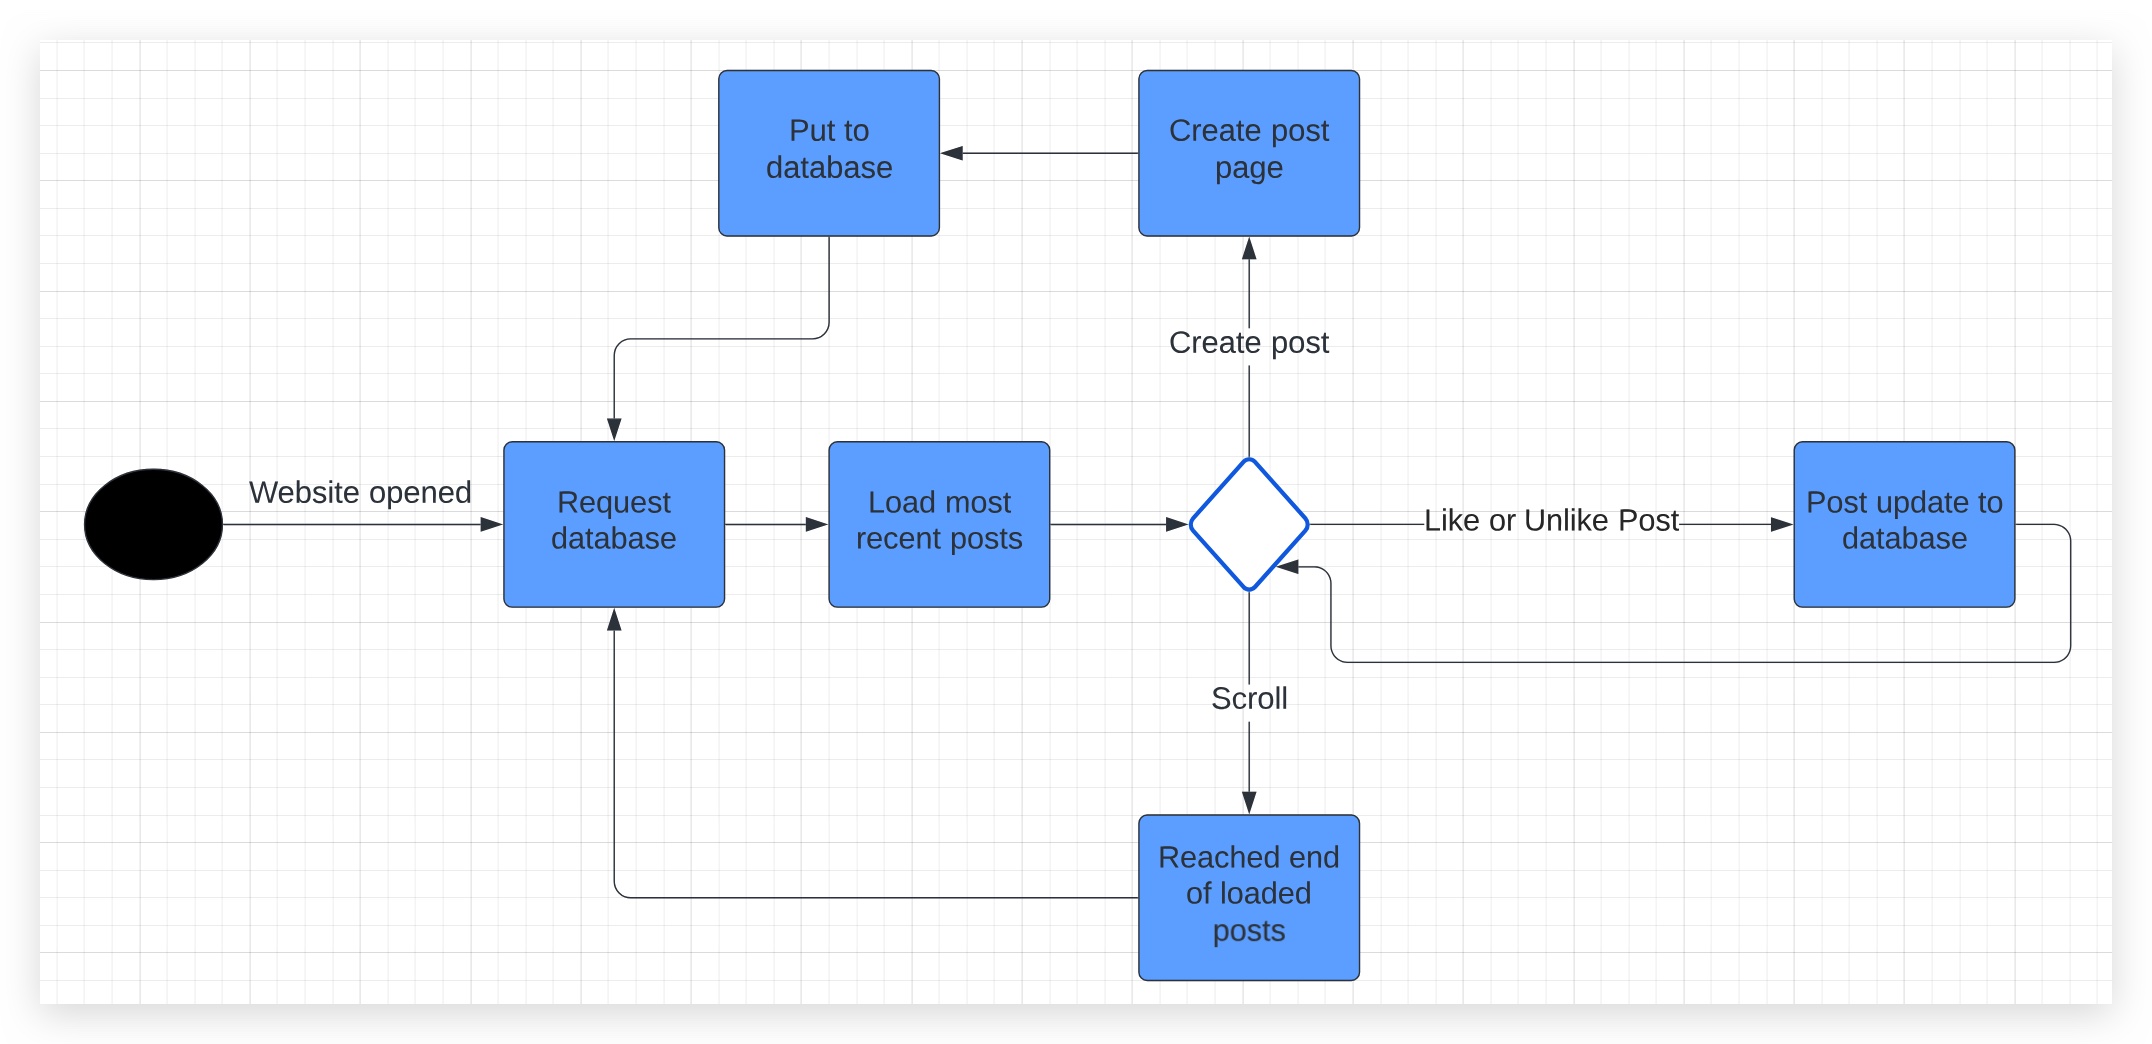 Put to
database
Create post
page
Create post
Website opened
Request
database
Load most
recent posts
Like or Unlike Post
Post update to
database
Scroll
Reached end
of loaded
posts